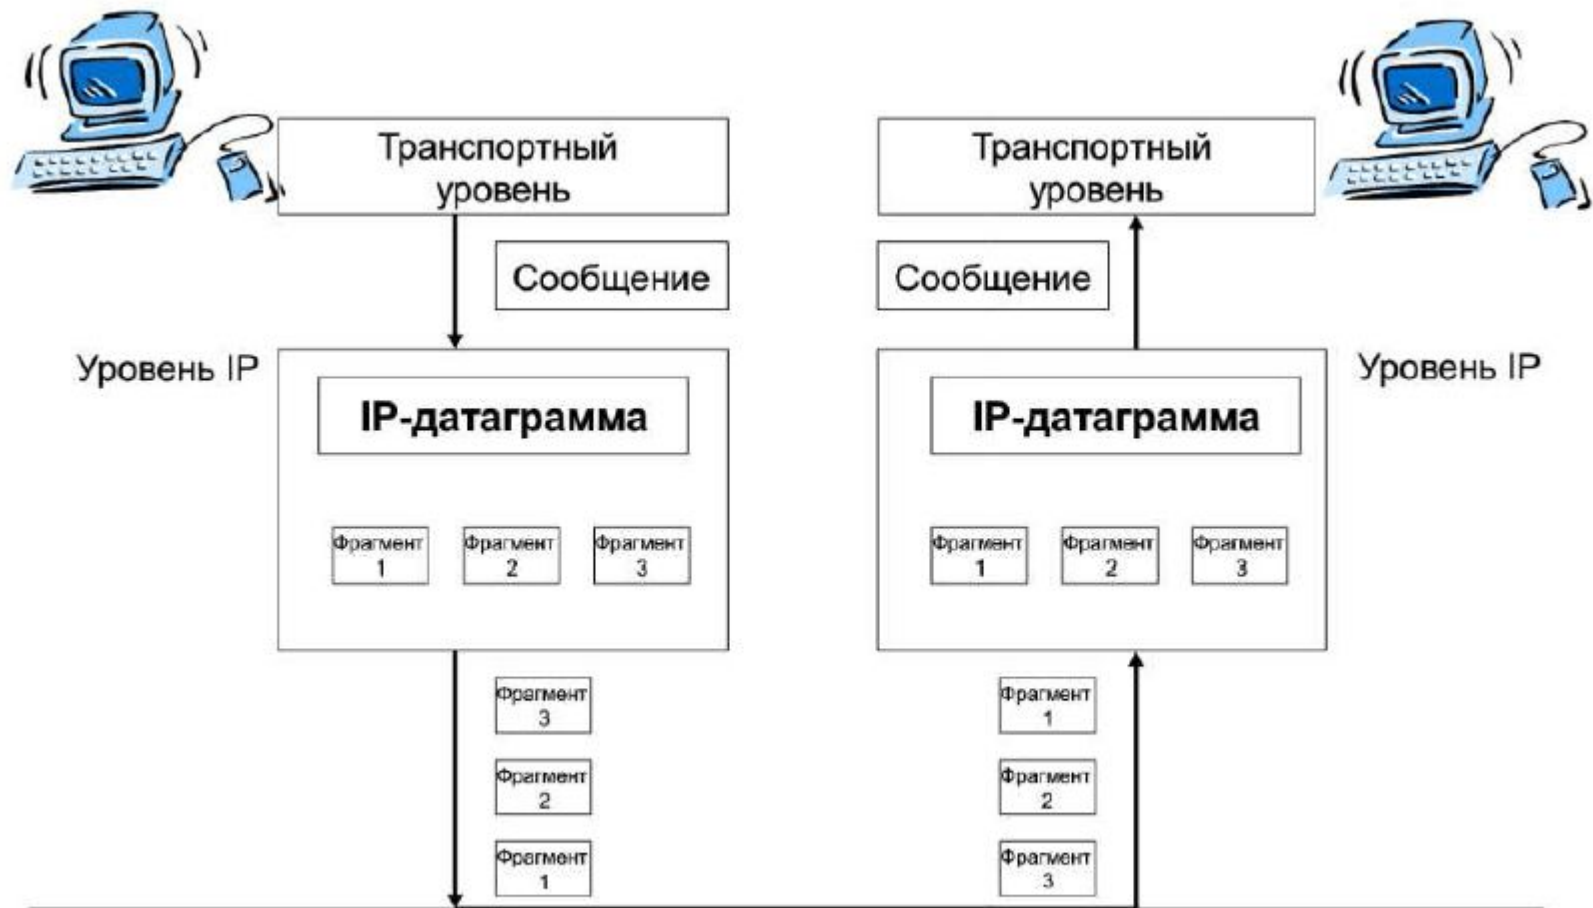 Транспортный
уровень
Транспортный
уровень
Сообщение
Сообщение
Уровень IP
Уровень IP
IP-датаграмма
IP-датаграмма
Фрагмент
1
Фрагмент
2
Фрагмент
3
Фрагмент
1
Фрагмент
2
Фрагмент
3
Фрагмент
3
Фрагмент
1
Фрагмент
2
Фрагмент
2
Фрагмент
1
Фрагмент
3